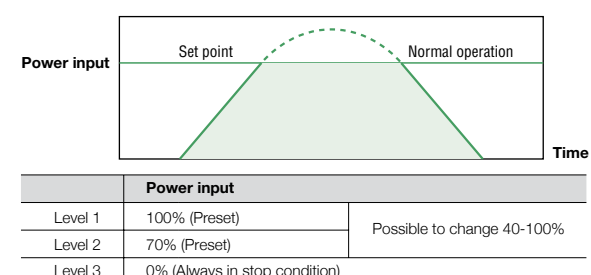 Set point Normal operation
Power input
Time
Power input
Level 1 100% (Preset) Possible to change 40-100%
Level 2 70% (Preset)
Level 3 0% (Always in stop condition)